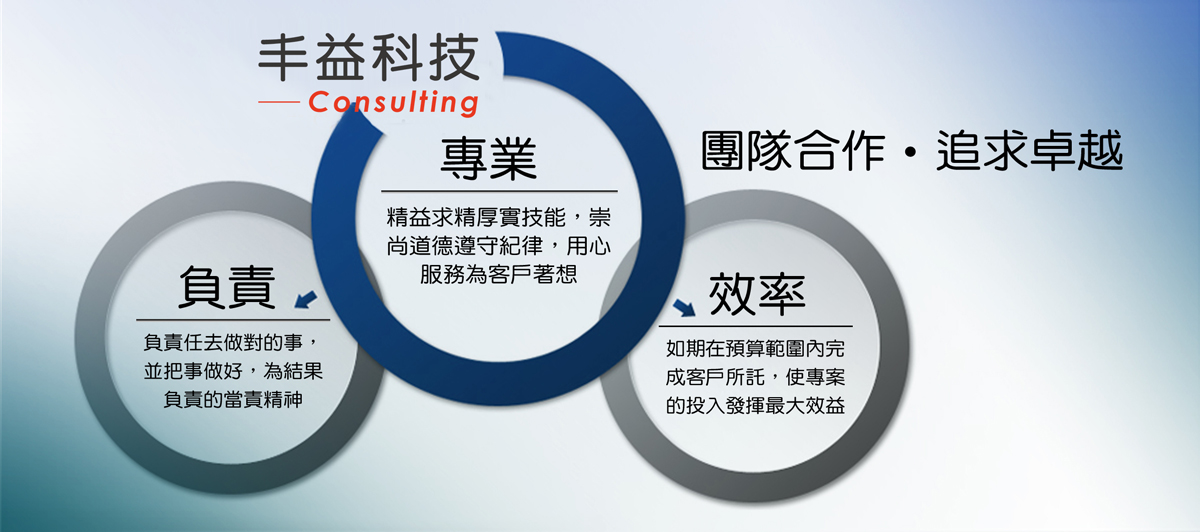 丰益科技
Consulting
團隊合作・追求卓越
專業
精益求精厚實技能，崇
尚道德遵守紀律，用心
服務為客戶著想
負責
負責任去做對的事，
並把事做好，為結果
負責的當責精神
效率
如期在預算範圍內完
成客戶所託，使專案
的投入發揮最大效益